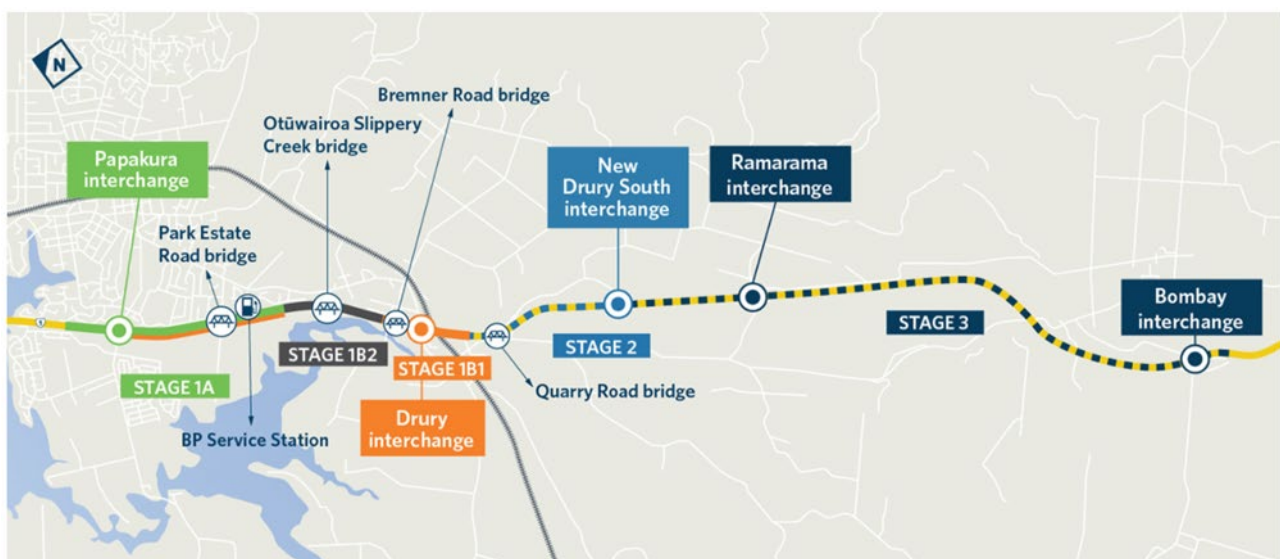 N
Bremner Road bridge
Otūwairoa Slippery
Creek bridge
Papakura
interchange
New
Drury South
interchange
Ramarama
interchange
Park Estate
Road bridge
Bombay
interchange
STAGE 3
STAGE 2
STAGE 1B2
STAGE 1B1
STAGE 1A
Quarry Road bridge
Drury
interchange
BP Service Station